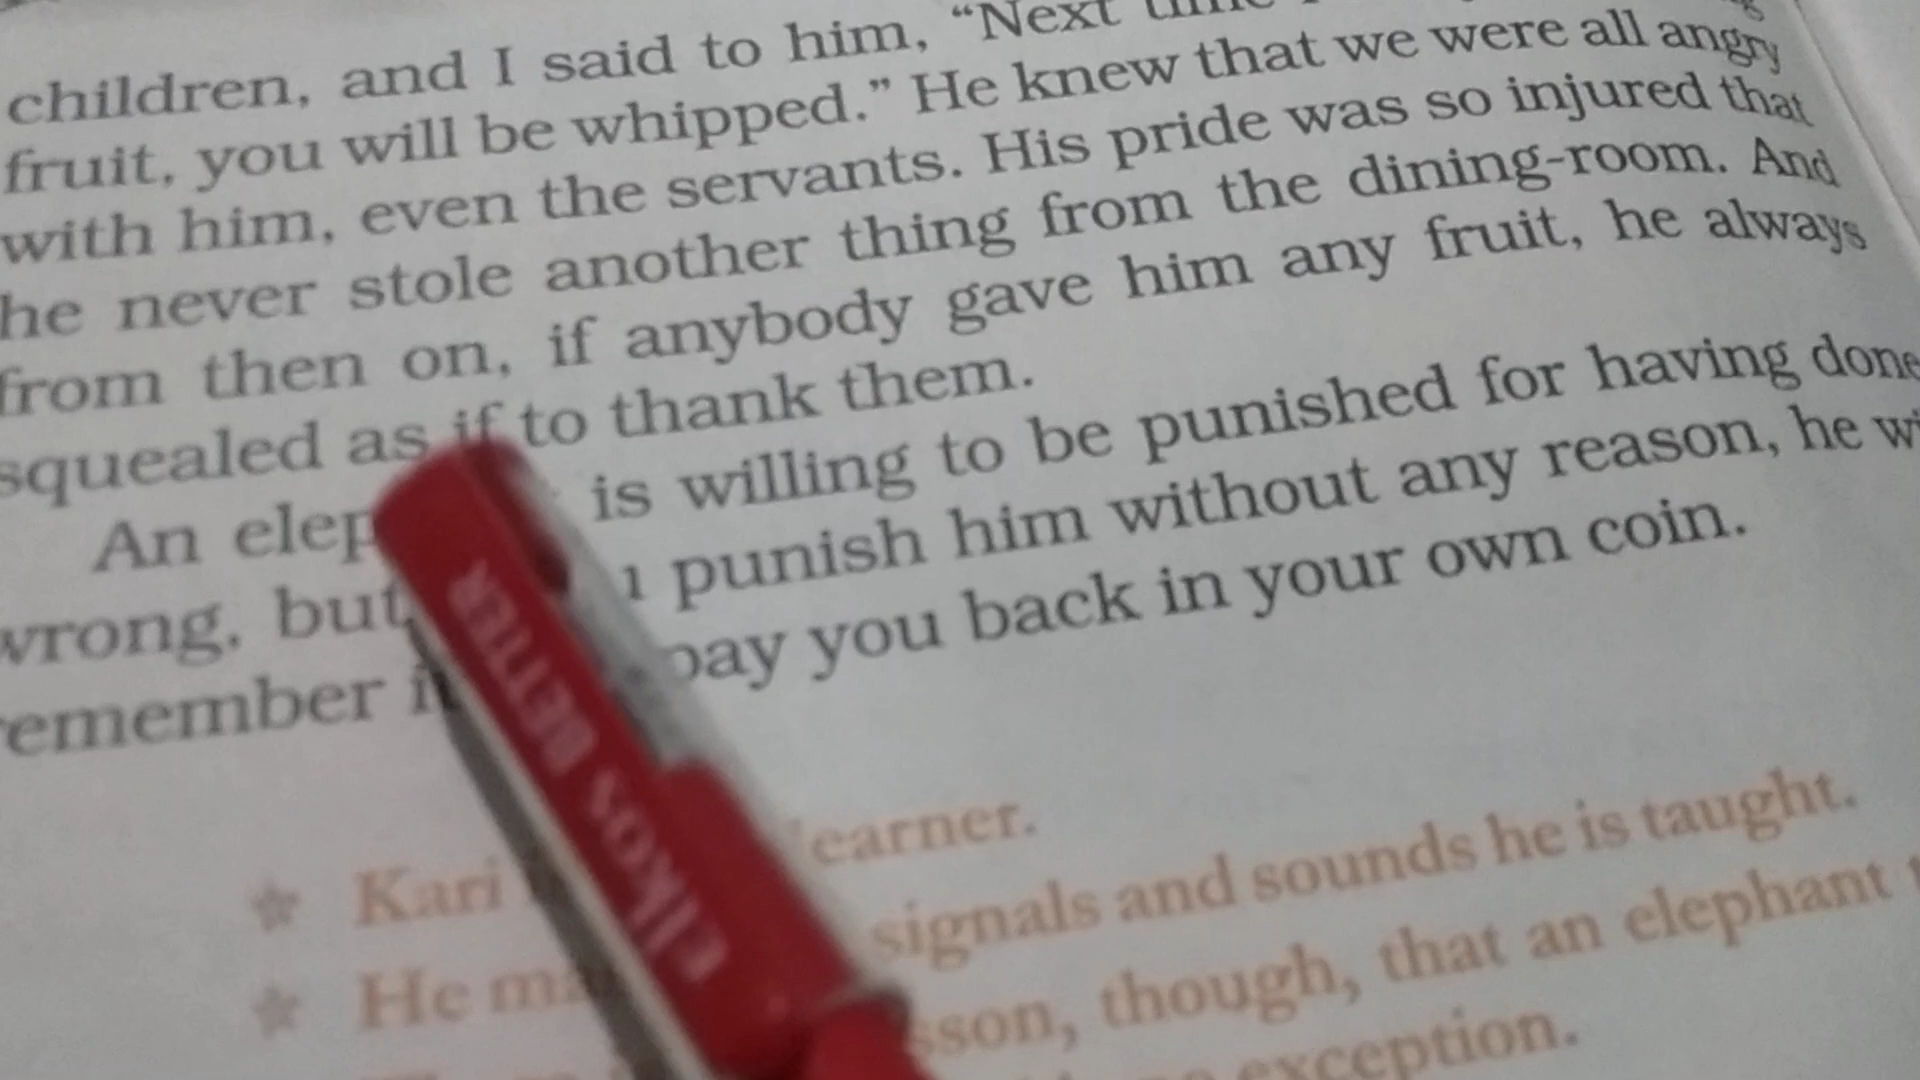 children, and I said to him, “Next
fruit, you will be whipped.” He knew that we were all angry
with him, even the servants. His pride was so injured that
he never stole another thing from the dining-room. And
from then on, if anybody gave him any fruit, he always
squealed as if to thank them.
An is willing to be punished for having done
wrong, but punish him without any reason, he
remember you back in your own coin.
Kari
He signals and sounds he is taught.
though, that an elephant
exception.
elkos BETTER